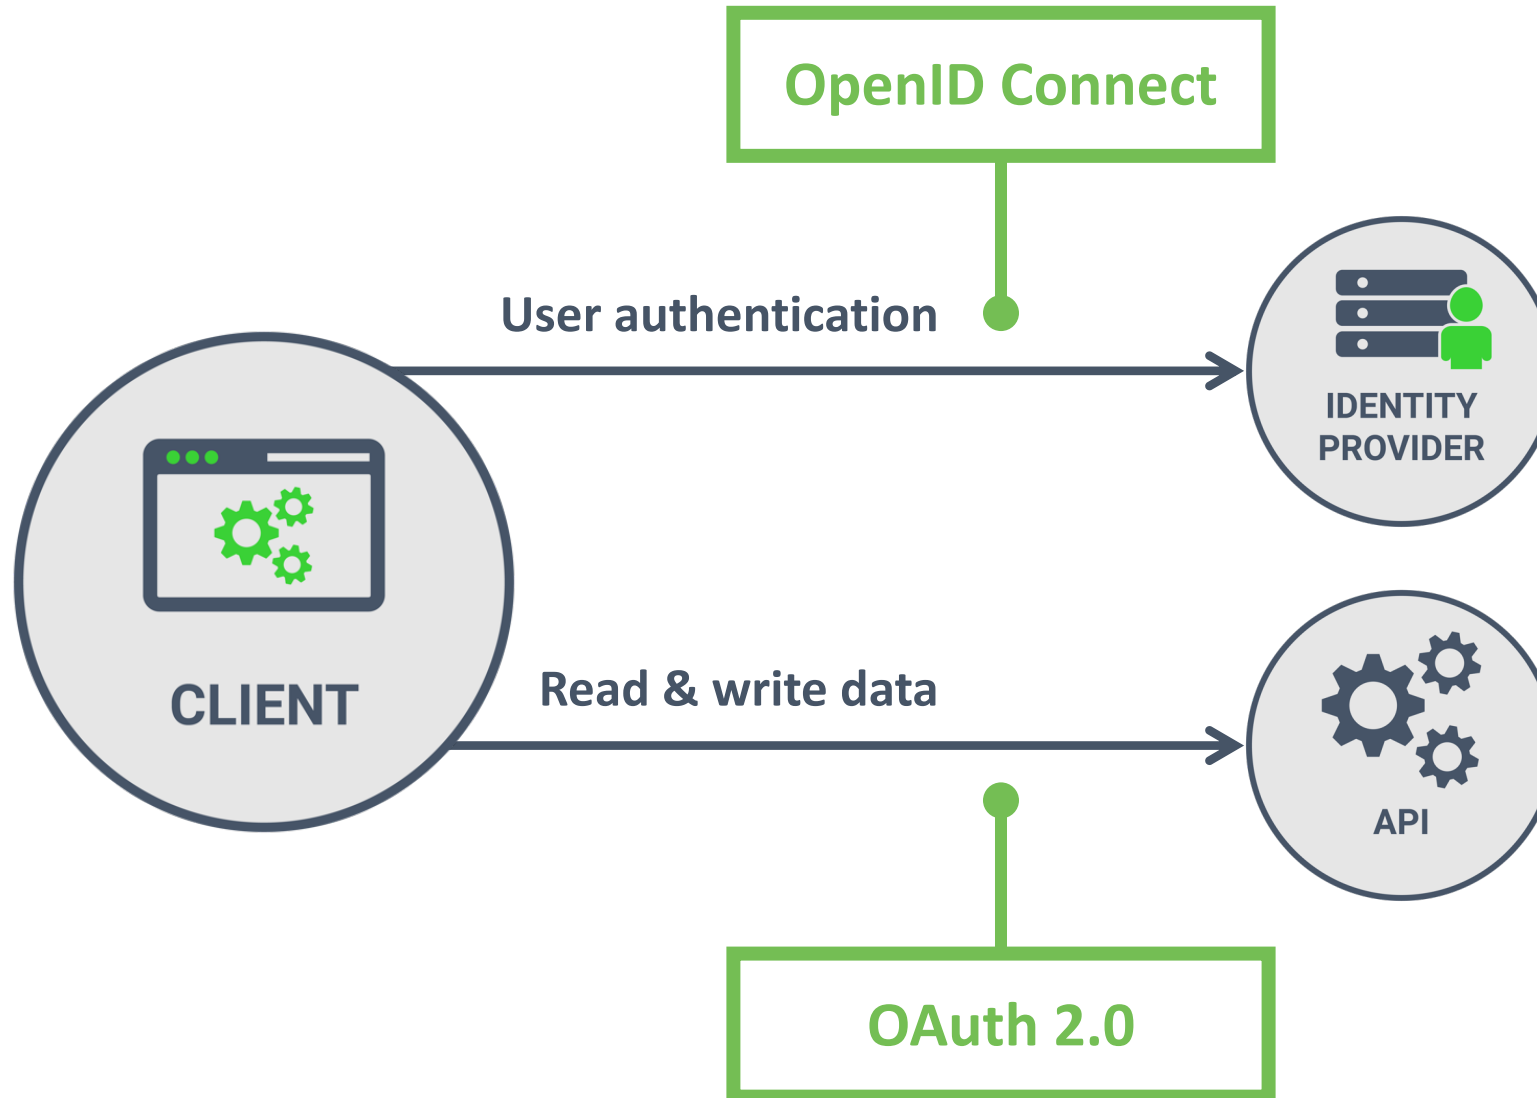 OpenID Connect
User authentication
IDENTITY
PROVIDER
CLIENT
Read & write data
API
OAuth 2.0